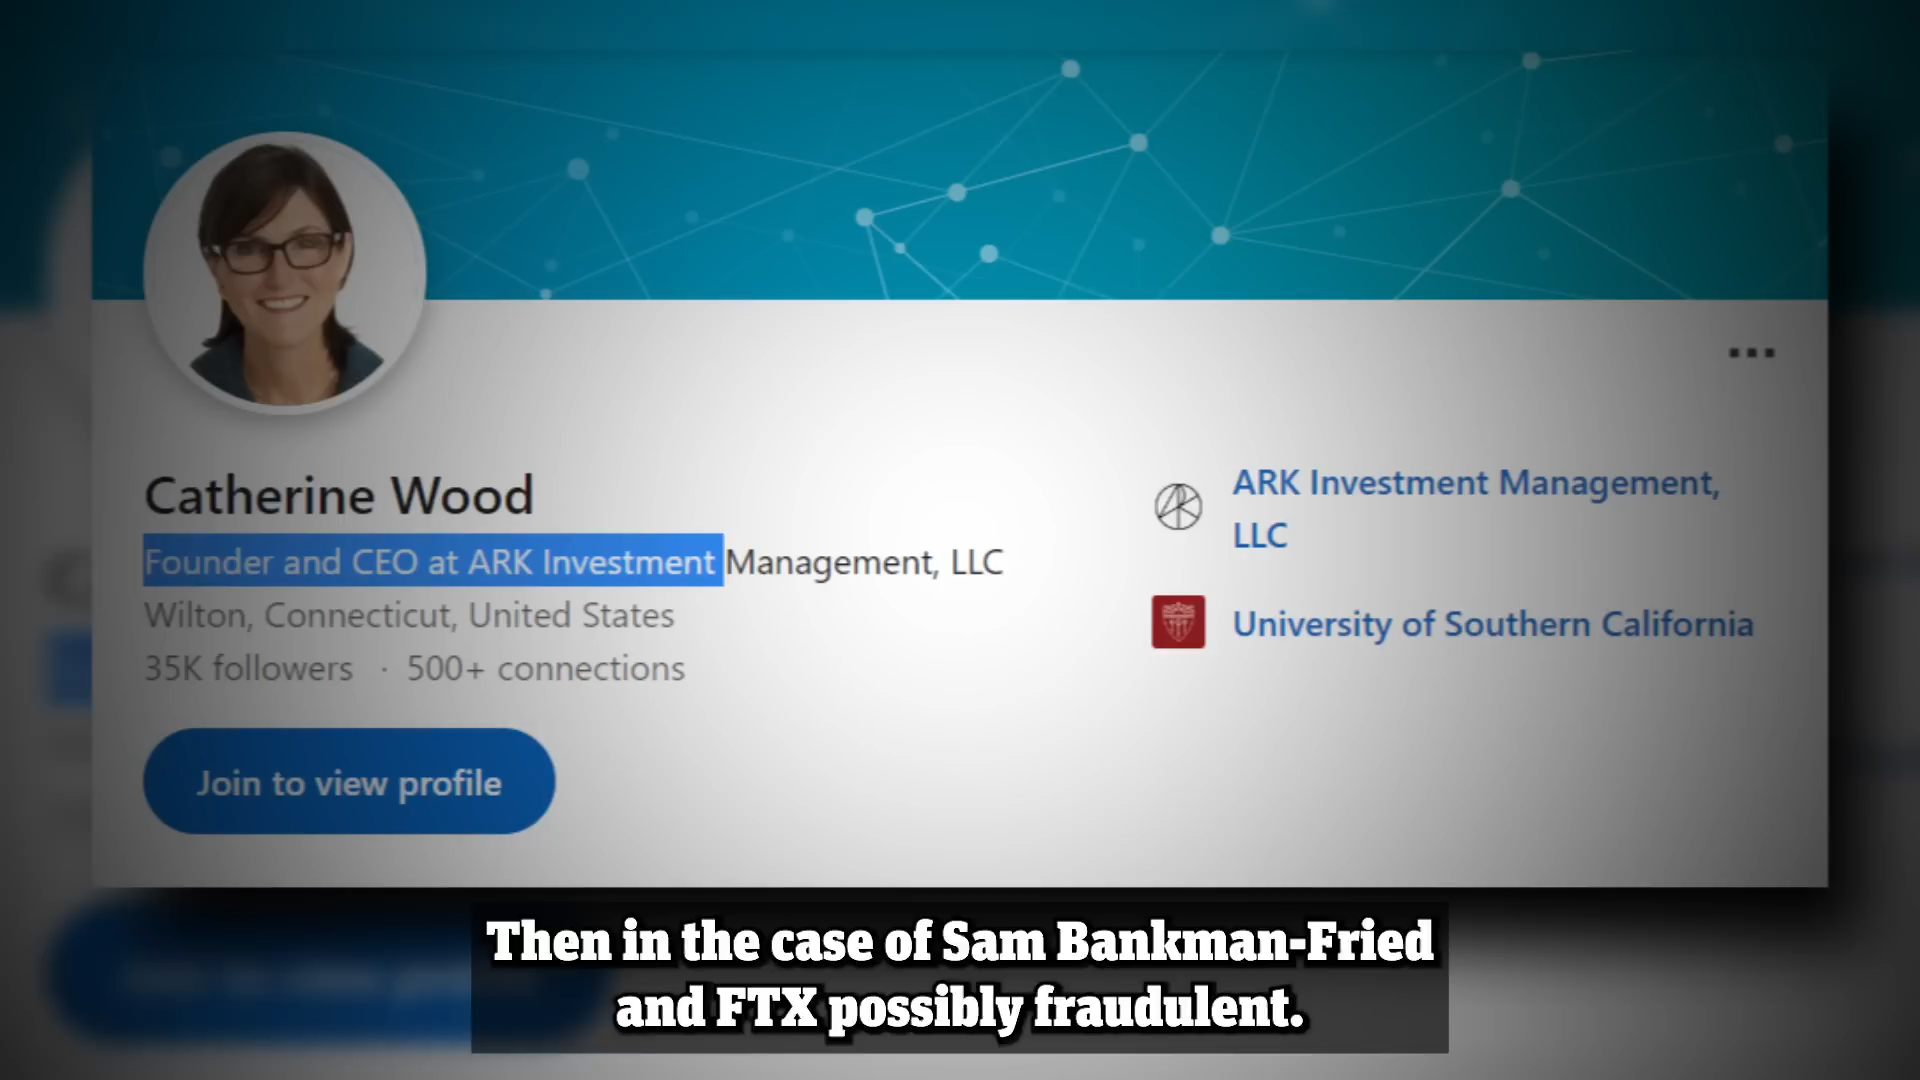 Catherine Wood
Founder and CEO at ARK Investment Management, LLC
Wilton, Connecticut, United States
35K followers · 500+ connections
Join to view profile
ARK Investment Management,
LLC
University of Southern California
Then in the case of Sam Bankman-Fried
and FTX possibly fraudulent.